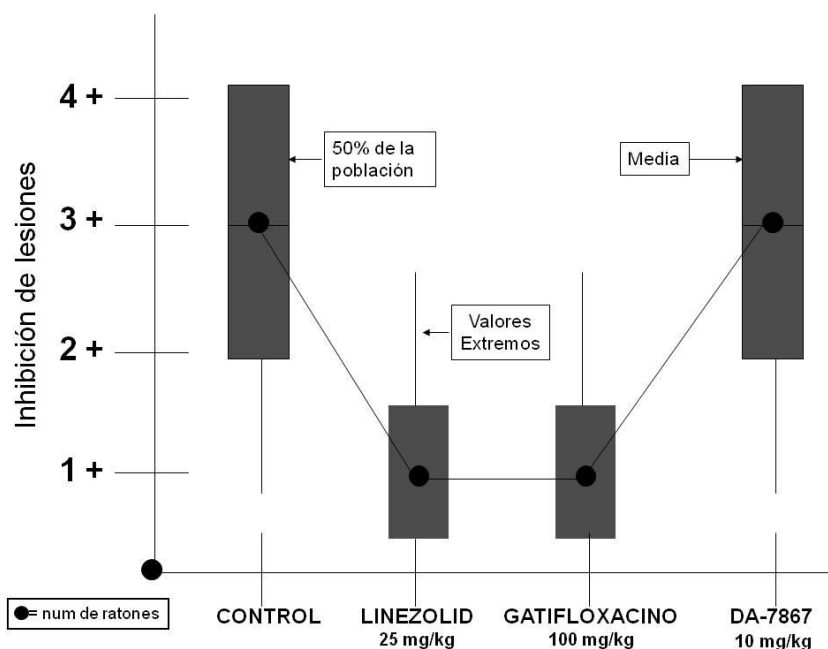 Inhibición de lesiones
4 +
3 +
2 +
1 +
50% de la
población
Media
Valores
Extremos
= num de ratones
CONTROL
LINEZOLID
25 mg/kg
GATIFLOXACINO
100 mg/kg
DA-7867
10 mg/kg